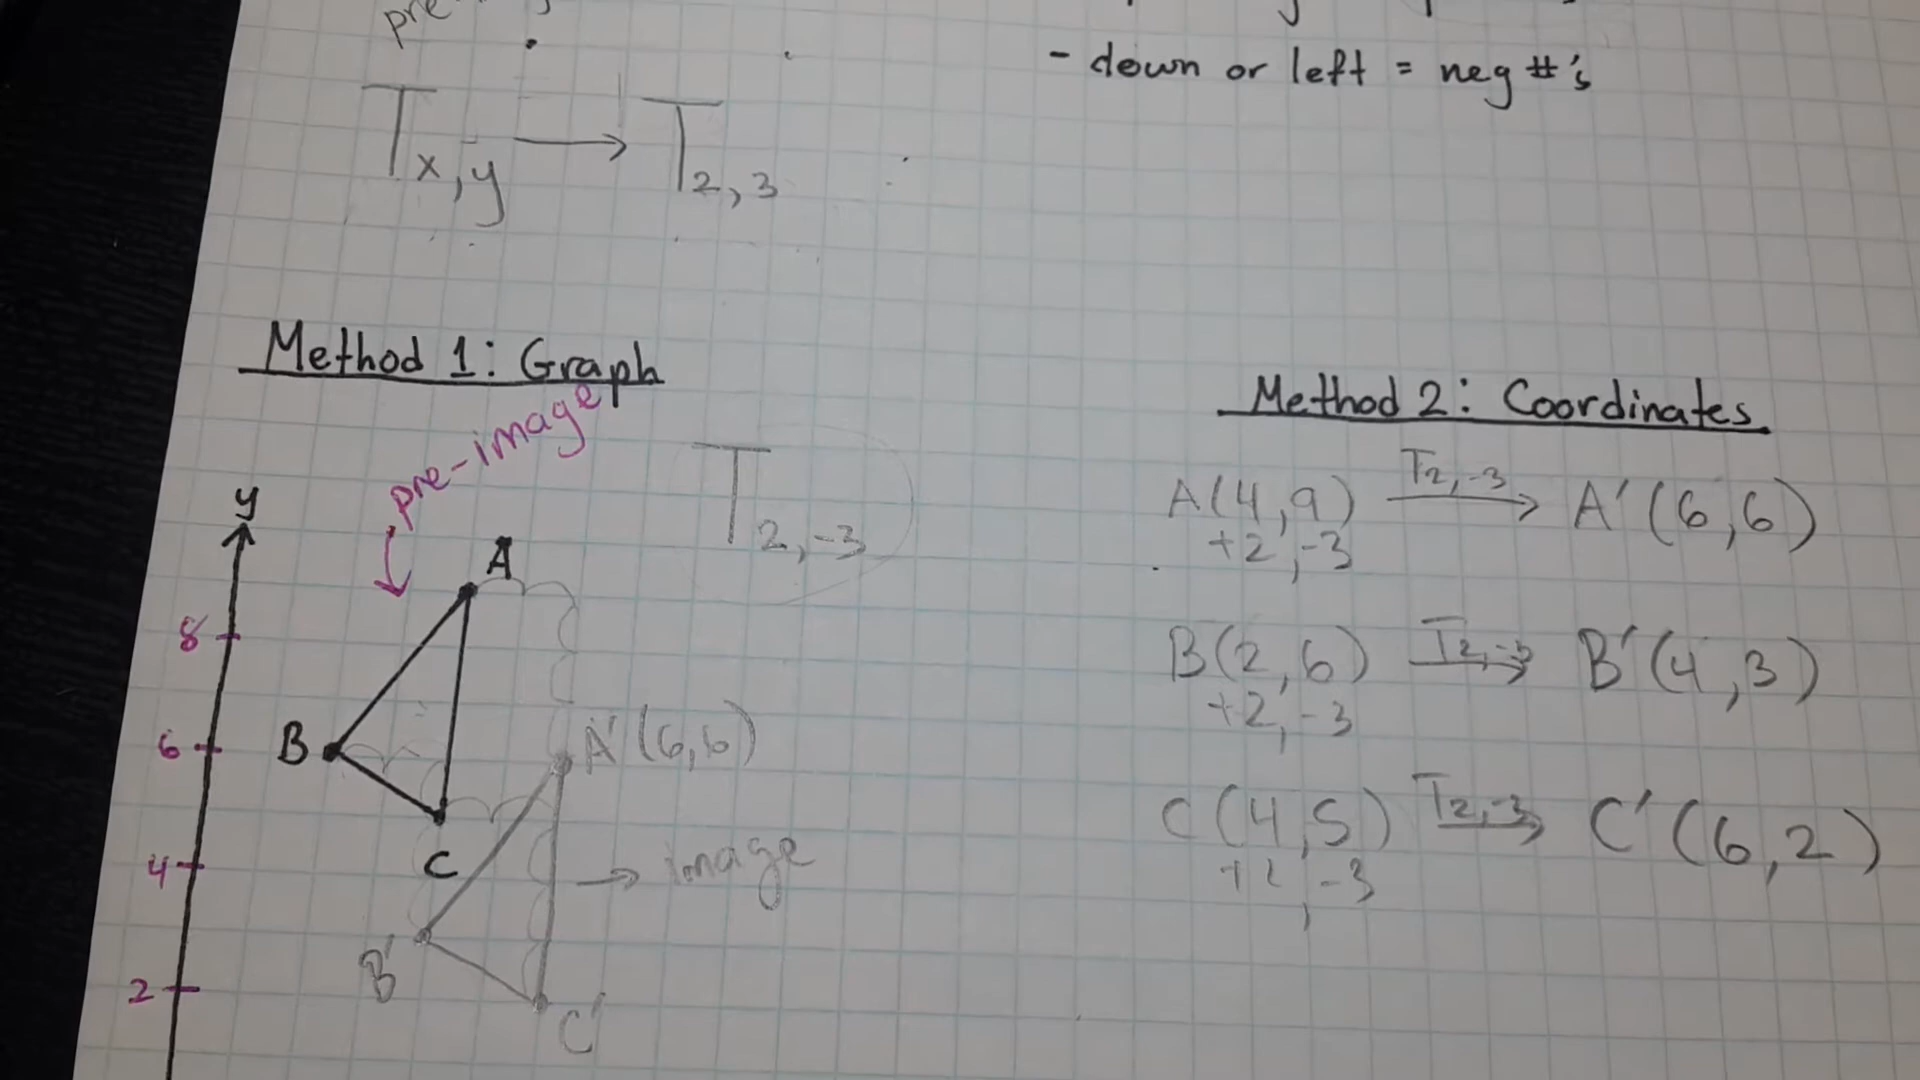 - down or left = neg #'s
Tx,y → T2,3
Method 1: Graph
pre-image
T2,-3
y
A
8
6
B
A'(6,6)
C
4
→ image
B'
2
C'
Method 2: Coordinates
A(4,9) T2,-3 → A'(6,6)
+2,-3
B(2,6) T2,-3 → B'(4,3)
+2,-3
C(4,5) T2,-3 → C'(6,2)
+2,-3